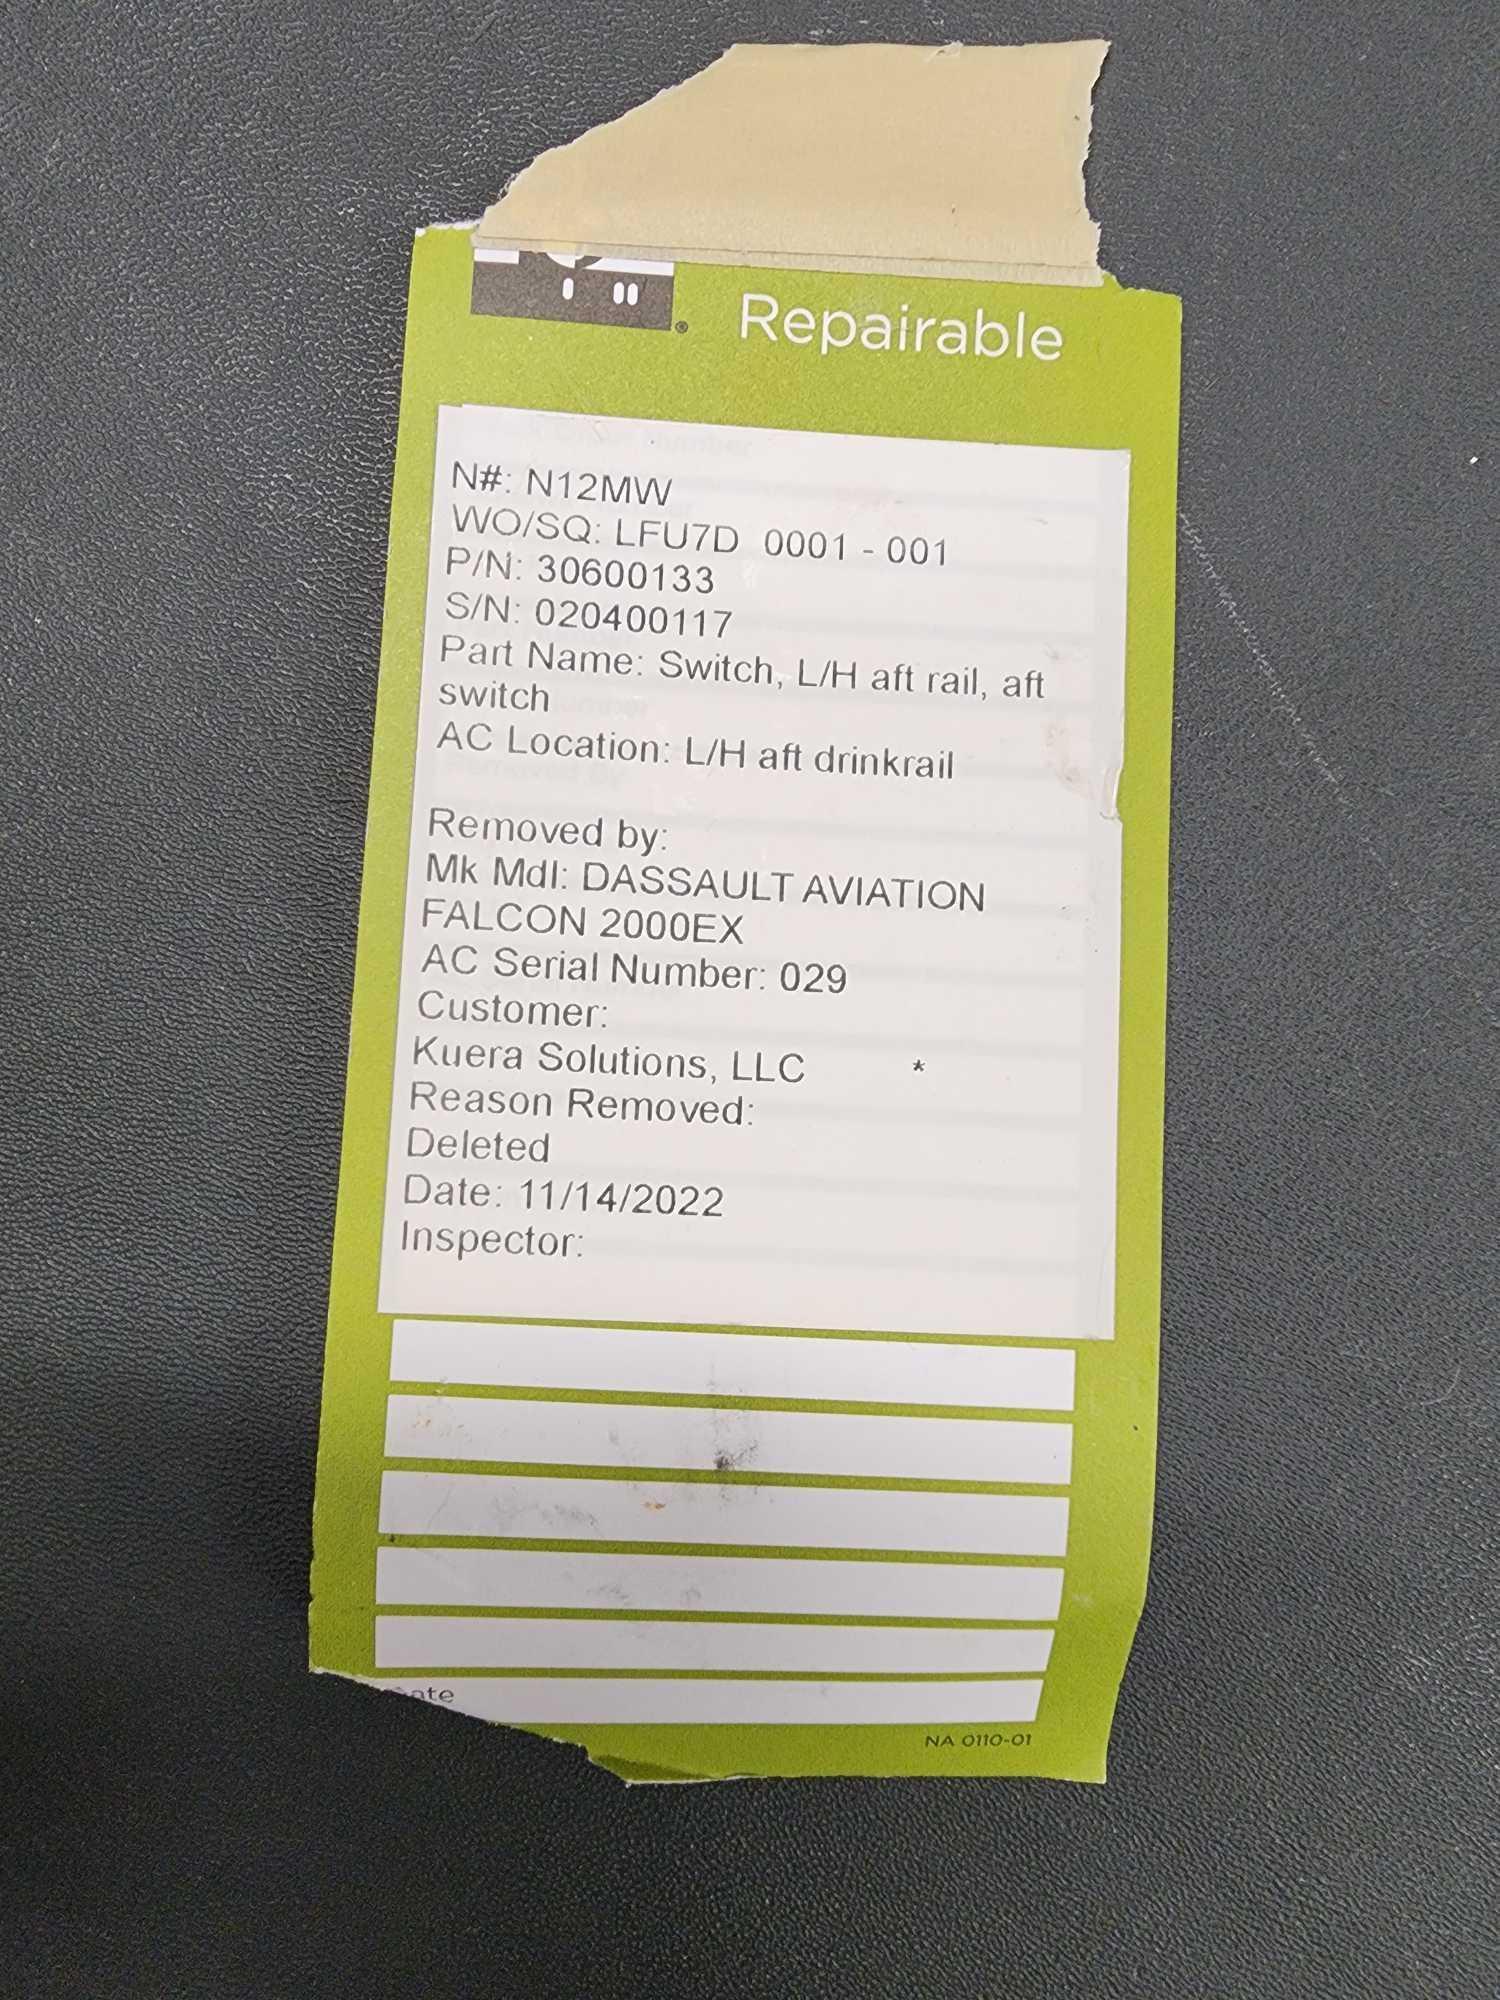 Repairable
N#: N12MW
WO/SQ: LFU7D 0001 - 001
P/N: 30600133
S/N: 020400117
Part Name: Switch, L/H aft rail, aft
switch
AC Location: L/H aft drinkrail
Removed by:
Mk Mdl: DASSAULT AVIATION
FALCON 2000EX
AC Serial Number: 029
Customer:
Kuera Solutions, LLC *
Reason Removed:
Deleted
Date: 11/14/2022
Inspector:
NA 0110-01